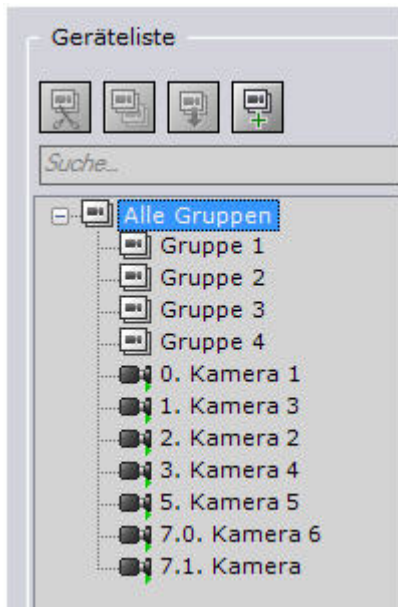 Geräteliste
Suche...
Alle Gruppen
Gruppe 1
Gruppe 2
Gruppe 3
Gruppe 4
0. Kamera 1
1. Kamera 3
2. Kamera 2
3. Kamera 4
5. Kamera 5
7.0. Kamera 6
7.1. Kamera